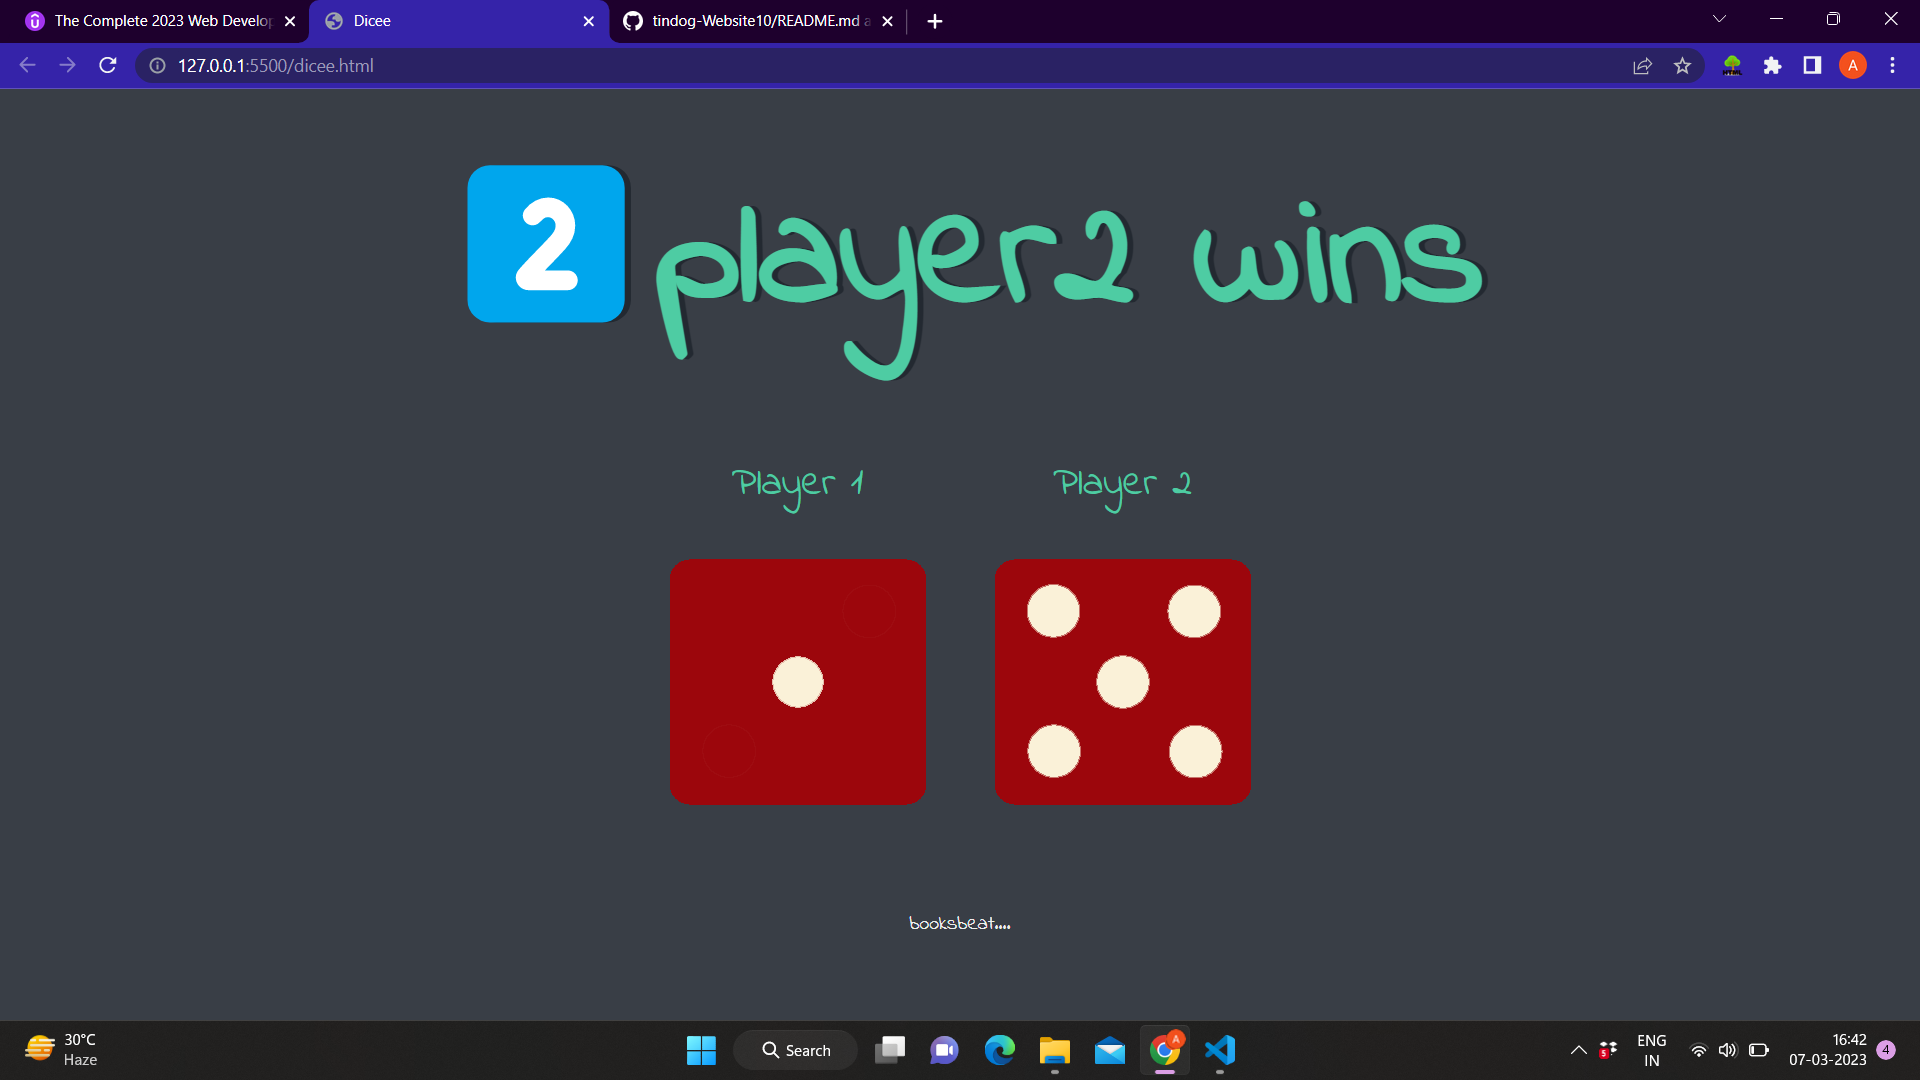 The Complete 2023 Web Develop
Dicee
tindog-Website10/README.md a
127.0.0.1:5500/dicee.html
A
2 player2 wins
Player 1
Player 2
booksbeat....
30°C
Haze
Search
A
5
ENG
IN
16:42
07-03-2023
4